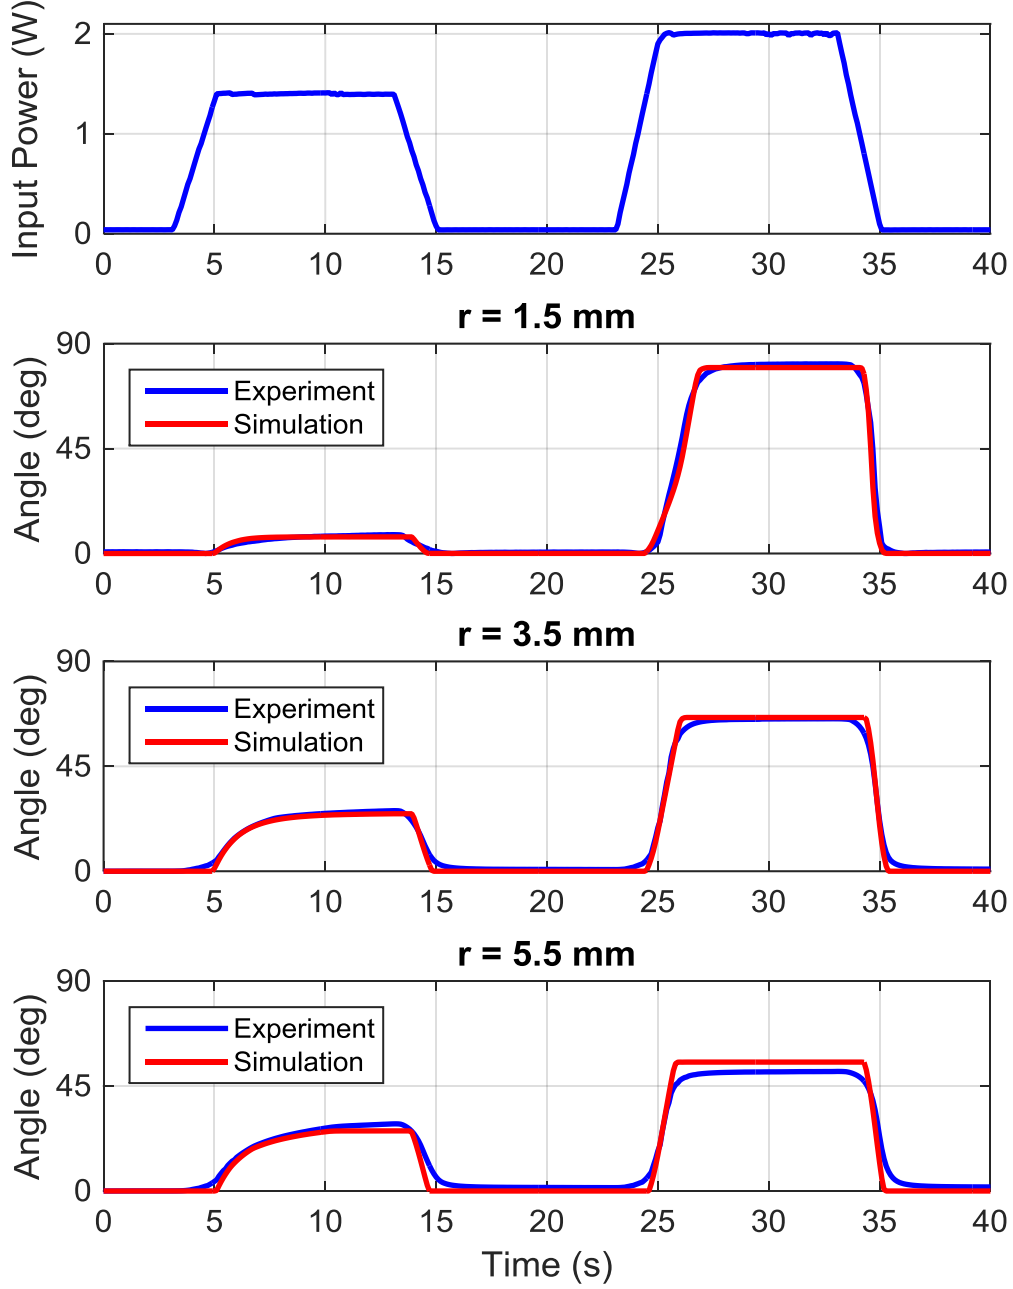 Input Power (W)
2
1
0
0 5 10 15 20 25 30 35 40
r = 1.5 mm
Angle (deg)
90
45
0
Experiment
Simulation
0 5 10 15 20 25 30 35 40
r = 3.5 mm
Angle (deg)
90
45
0
Experiment
Simulation
0 5 10 15 20 25 30 35 40
r = 5.5 mm
Angle (deg)
90
45
0
Experiment
Simulation
0 5 10 15 20 25 30 35 40
Time (s)